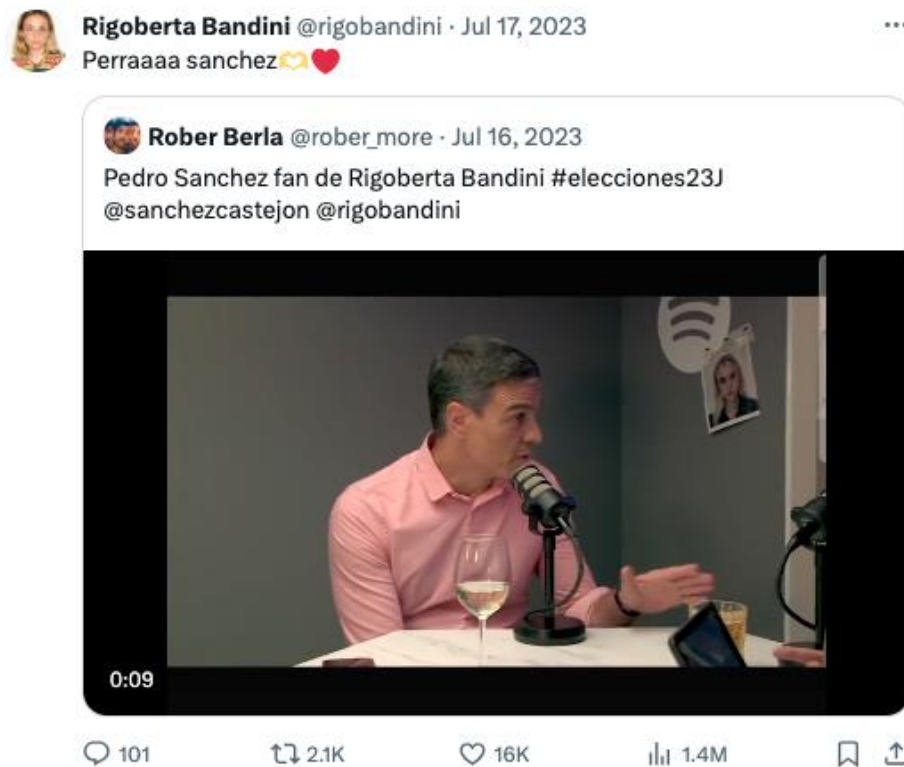 Rigoberta Bandini @rigobandini · Jul 17, 2023
Perraaaa sanchez🫶❤️
Rober Berla @rober_more · Jul 16, 2023
Pedro Sanchez fan de Rigoberta Bandini #elecciones23J
@sanchezcastejon @rigobandini
0:09
101 2.1K 16K 1.4M